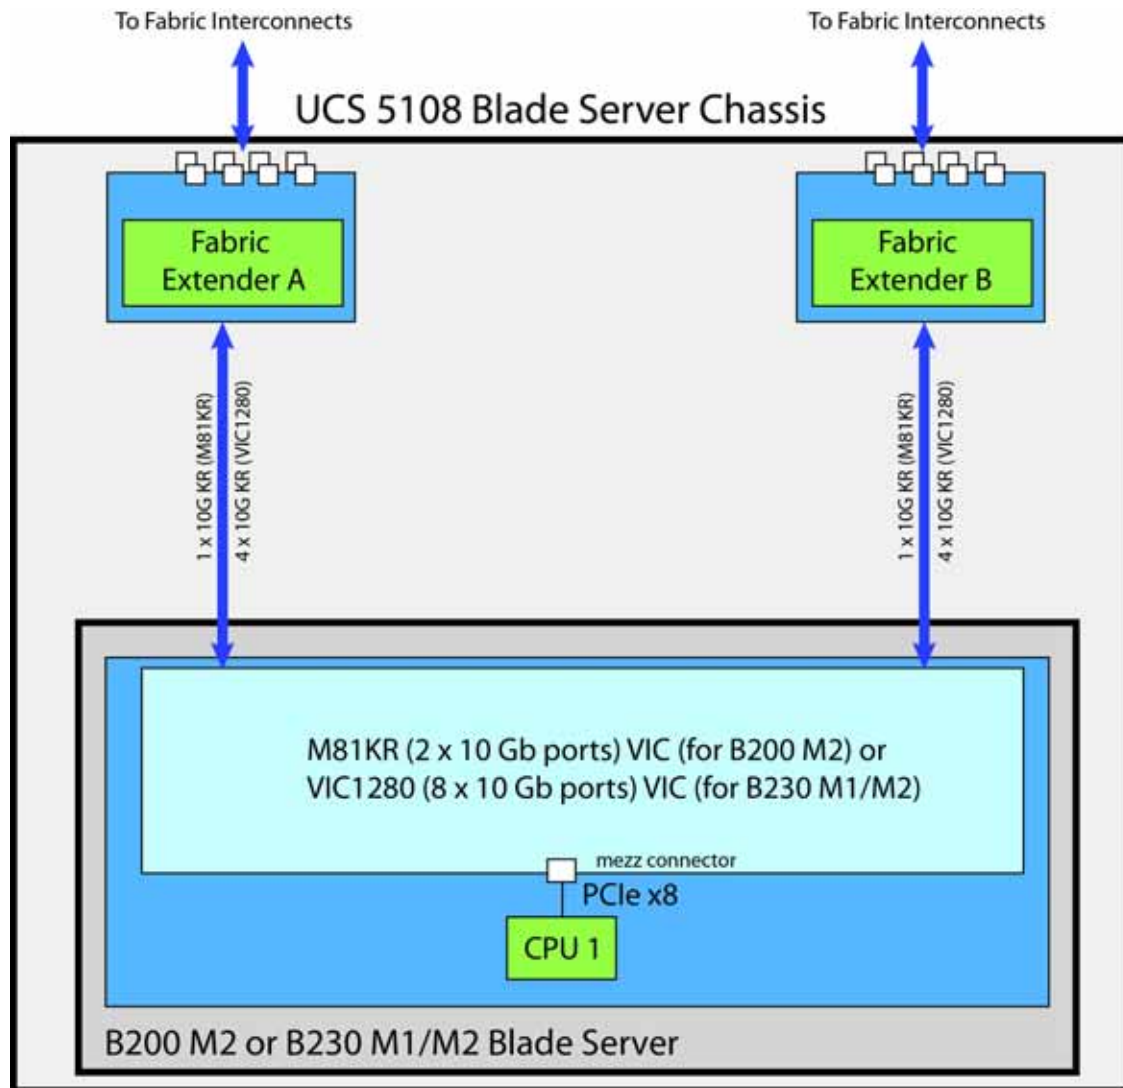 To Fabric Interconnects
To Fabric Interconnects
UCS 5108 Blade Server Chassis
Fabric
Extender A
Fabric
Extender B
1 x 10G KR (M81KR)
4 x 10G KR (VIC1280)
1 x 10G KR (M81KR)
4 x 10G KR (VIC1280)
M81KR (2 x 10 Gb ports) VIC (for B200 M2) or
VIC1280 (8 x 10 Gb ports) VIC (for B230 M1/M2)
mezz connector
PCIe x8
CPU 1
B200 M2 or B230 M1/M2 Blade Server